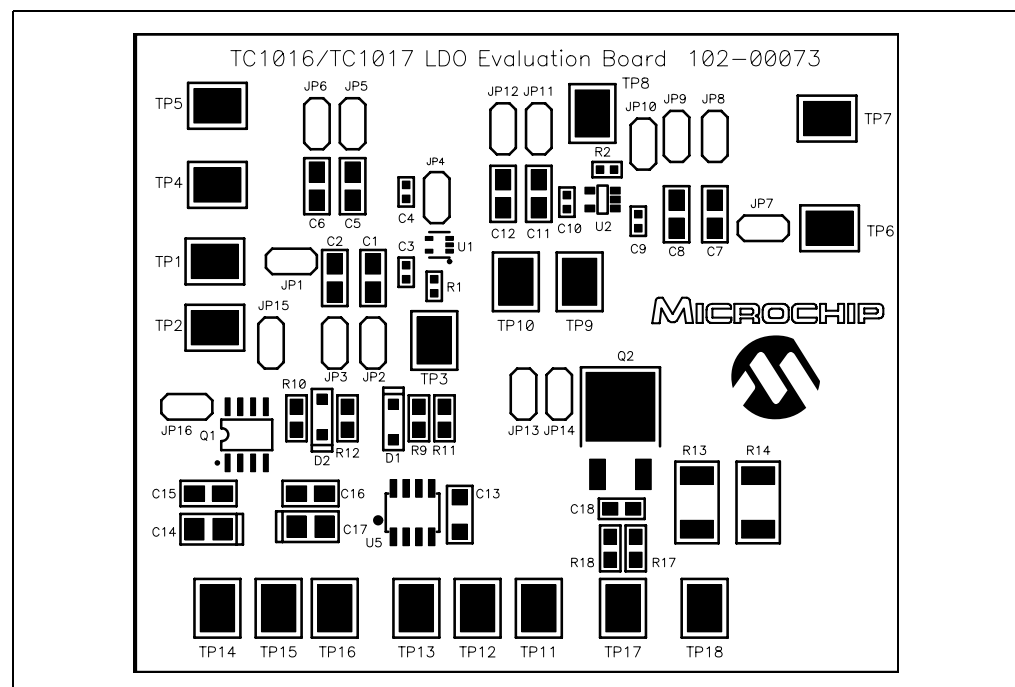 TC1016/TC1017 LDO Evaluation Board 102-00073
TP5
JP6
JP5
JP12
JP11
TP8
JP10
JP9
JP8
TP7
TP4
JP4
R2
C6
C5
C4
C12
C11
C10
U2
C9
C8
C7
JP7
TP6
TP1
JP1
C2
C1
C3
U1
R1
TP10
TP9
TP2
JP15
JP3
JP2
TP3
MICROCHIP
Q2
JP16
Q1
R10
D2
R12
D1
R9
R11
JP13
JP14
R13
R14
C15
C16
C13
C14
C17
U5
C18
R18
R17
TP14
TP15
TP16
TP13
TP12
TP11
TP17
TP18